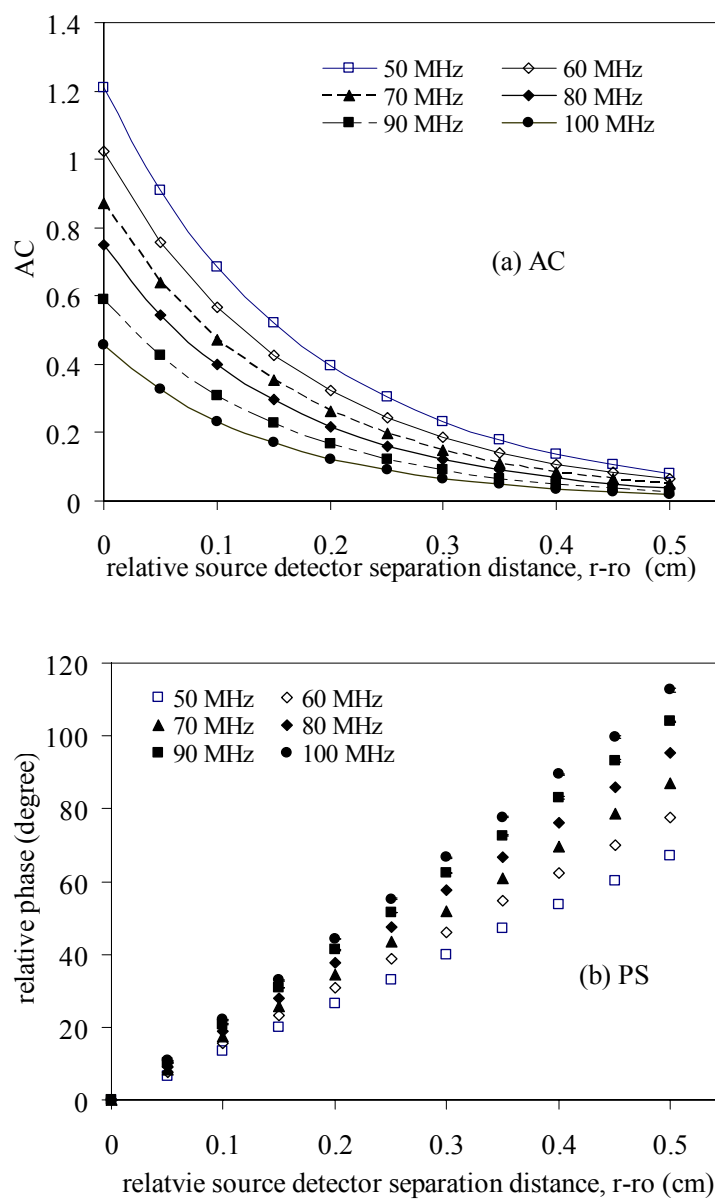 1.4
1.2
1
0.8
0.6
0.4
0.2
0
AC
50 MHz 60 MHz
70 MHz 80 MHz
90 MHz 100 MHz
(a) AC
0 0.1 0.2 0.3 0.4 0.5
relative source detector separation distance, r-ro (cm)
120
100
80
60
40
20
0
relative phase (degree)
50 MHz 60 MHz
70 MHz 80 MHz
90 MHz 100 MHz
(b) PS
0 0.1 0.2 0.3 0.4 0.5
relatvie source detector separation distance, r-ro (cm)